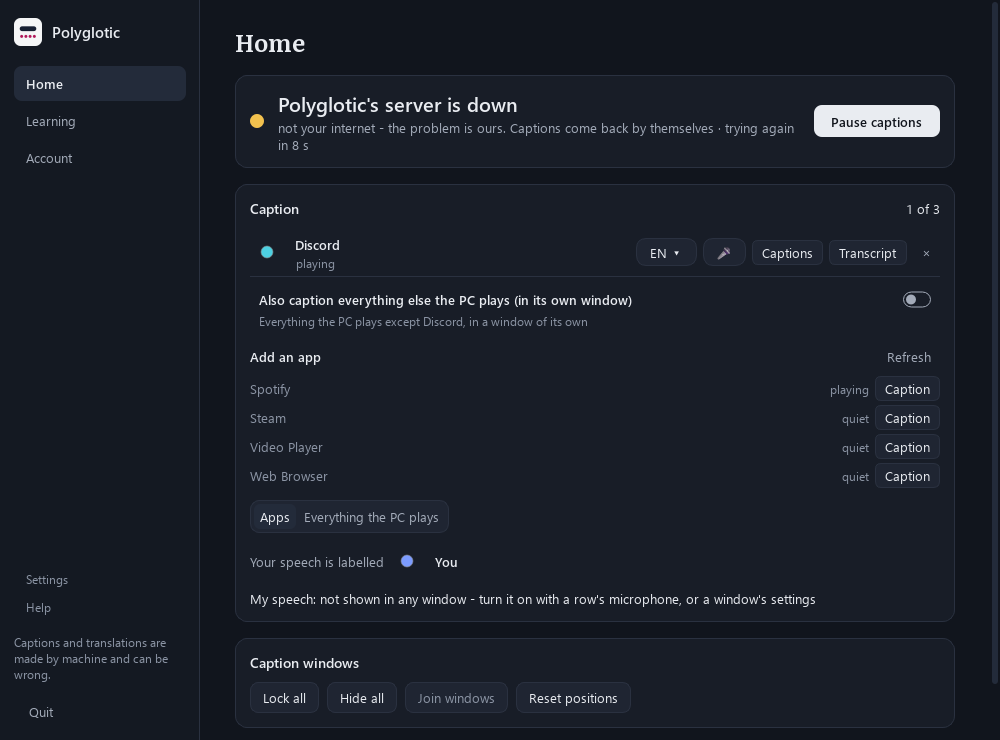 Polyglotic
Home
Learning
Account
Settings
Help
Captions and translations are
made by machine and can be
wrong.
Quit
Home
Polyglotic's server is down
not your internet - the problem is ours. Captions come back by themselves · trying again
in 8 s
Pause captions
Caption
1 of 3
Discord
playing
EN ▾
Captions
Transcript
×
Also caption everything else the PC plays (in its own window)
Everything the PC plays except Discord, in a window of its own
Add an app
Refresh
Spotify
playing
Caption
Steam
quiet
Caption
Video Player
quiet
Caption
Web Browser
quiet
Caption
Apps
Everything the PC plays
Your speech is labelled
You
My speech: not shown in any window - turn it on with a row's microphone, or a window's settings
Caption windows
Lock all
Hide all
Join windows
Reset positions